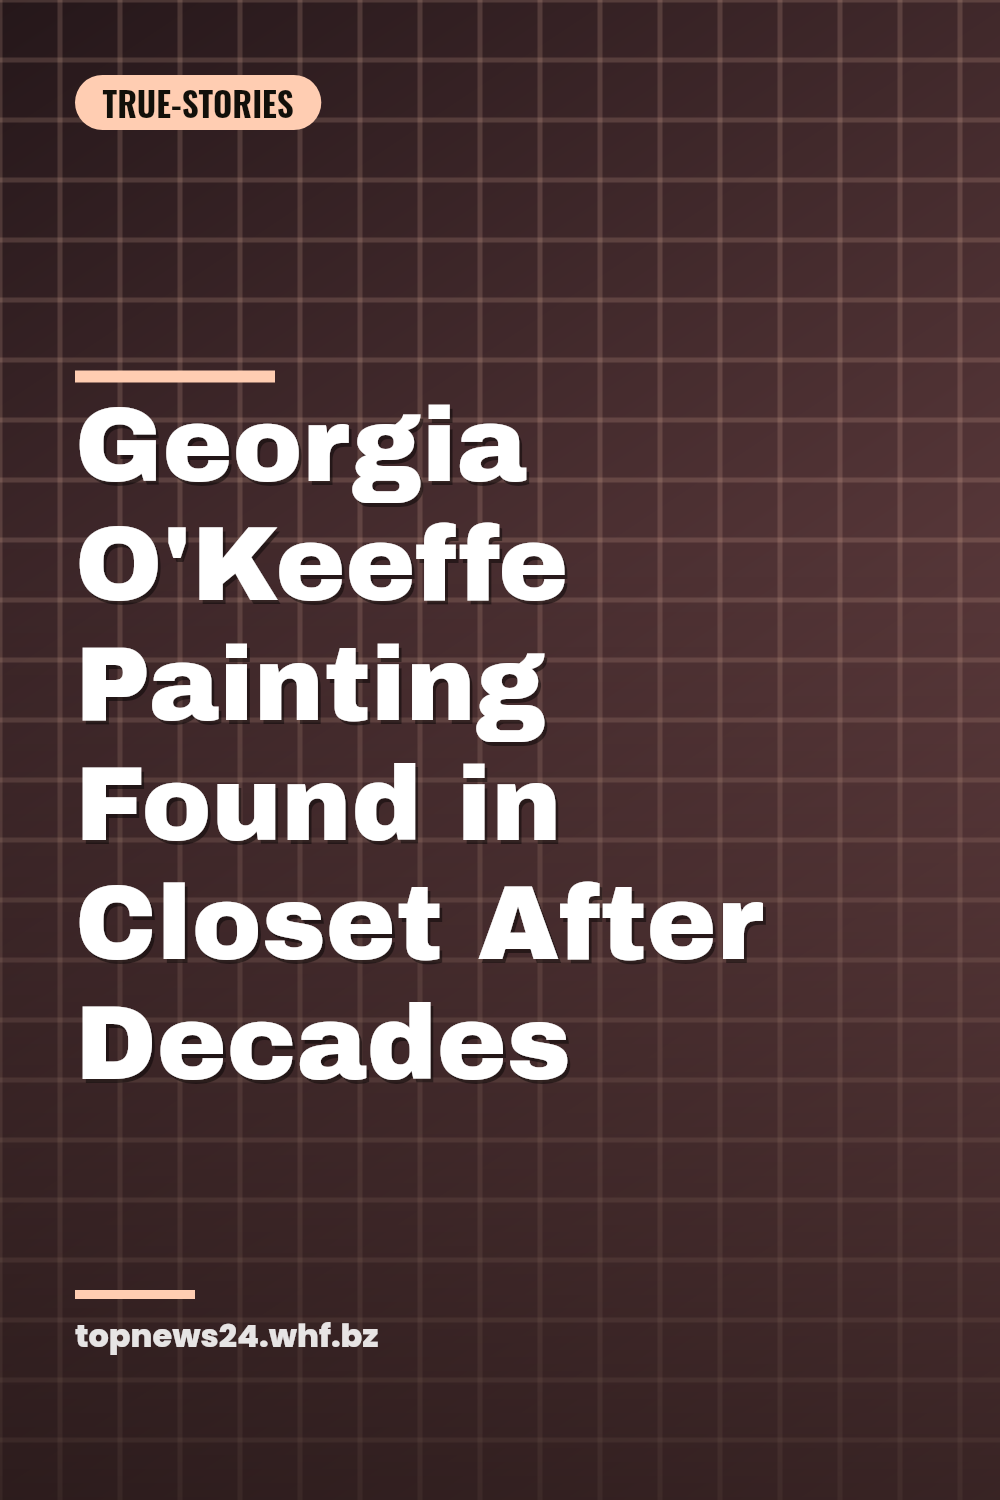 TRUE-STORIES
Georgia
O'Keeffe
Painting
Found in
Closet After
Decades
topnews24.whf.bz